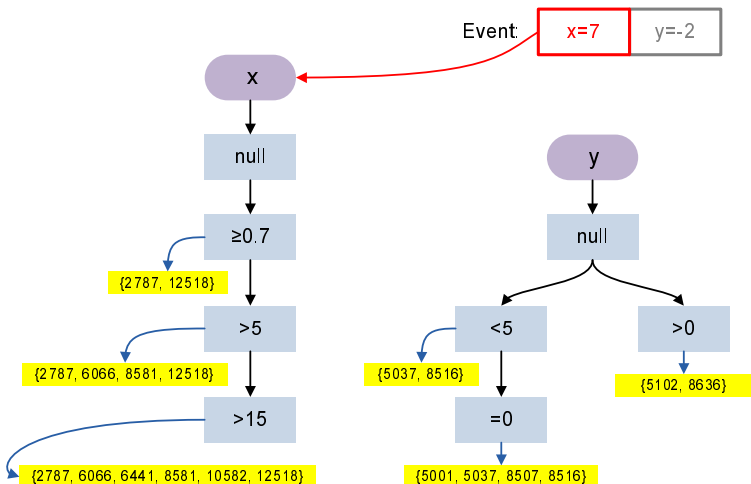 Event: x=7 y=-2
x
null
y
≥0.7
null
{2787, 12518}
>5
<5
>0
{2787, 6066, 8581, 12518}
{5037, 8516}
{5102, 8636}
>15
=0
{2787, 6066, 6441, 8581, 10582, 12518}
{5001, 5037, 8507, 8516}